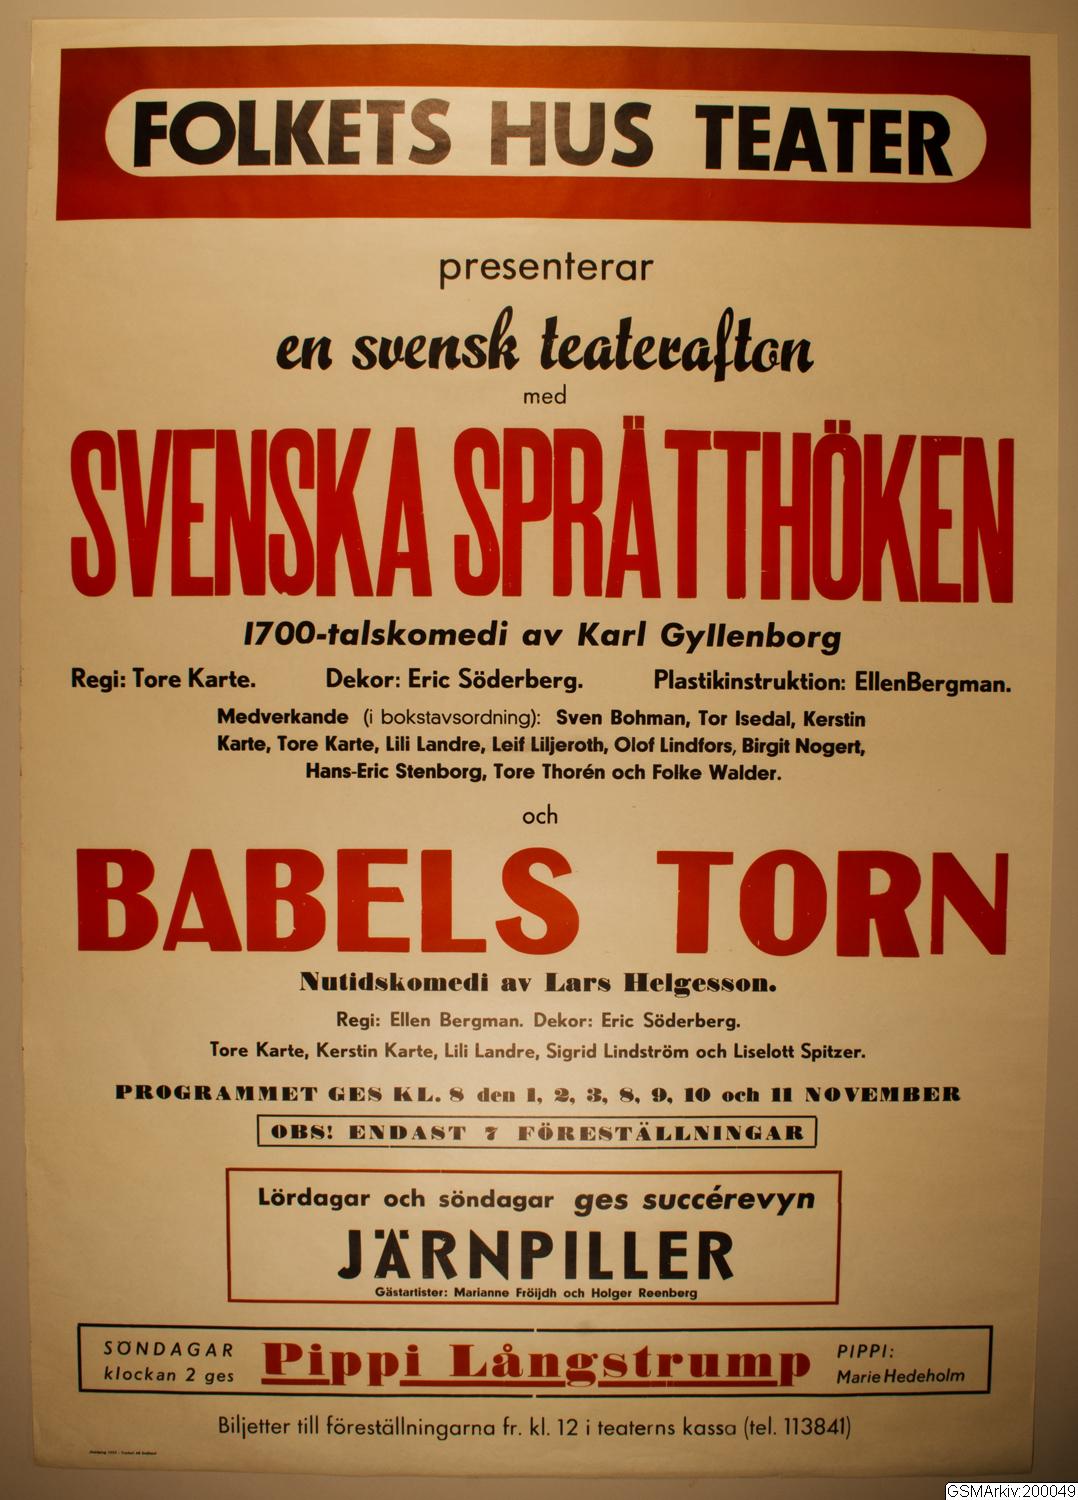 FOLKETS HUS TEATER
presenterar
en svensk teaterafton
med
SVENSKA SPRÄTTHÖKEN
1700-talskomedi av Karl Gyllenborg
Regi: Tore Karte. Dekor: Eric Söderberg. Plastikinstruktion: EllenBergman.
Medverkande (i bokstavsordning): Sven Bohman, Tor Isedal, Kerstin
Karte, Tore Karte, Lili Landre, Leif Liljeroth, Olof Lindfors, Birgit Nogert,
Hans-Eric Stenborg, Tore Thorén och Folke Walder.
och
BABELS TORN
Nutidskomedi av Lars Helgesson.
Regi: Ellen Bergman. Dekor: Eric Söderberg.
Tore Karte, Kerstin Karte, Lili Landre, Sigrid Lindström och Liselott Spitzer.
PROGRAMMET GES KL. 8 den 1, 2, 3, 8, 9, 10 och 11 NOVEMBER
OBS! ENDAST 7 FÖRESTÄLLNINGAR
Lördagar och söndagar ges succérevyn
JÄRNPILLER
Gästartister: Marianne Fröijdh och Holger Reenberg
SÖNDAGAR
klockan 2 ges
Pippi Långstrump
PIPPI:
Marie Hedeholm
Biljetter till föreställningarna fr. kl. 12 i teaterns kassa (tel. 113841)
GSMArkiv:200049